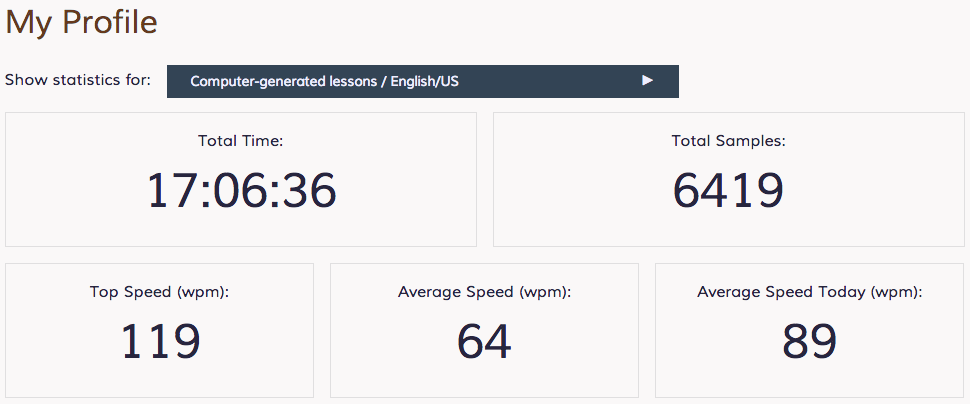 My Profile
Show statistics for: Computer-generated lessons / English/US
Total Time: Total Samples:
17:06:36 6419
Top Speed (wpm): Average Speed (wpm): Average Speed Today (wpm):
119 64 89